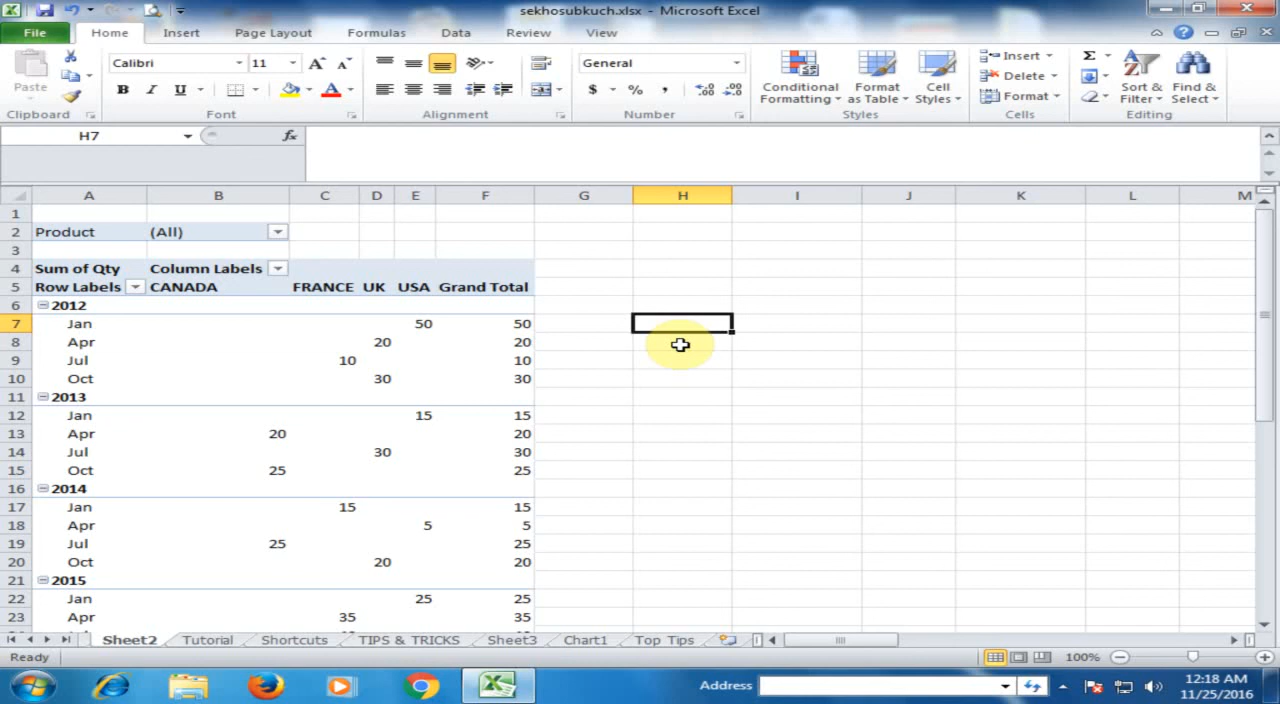 sekhosubkuch.xlsx - Microsoft Excel
File Home Insert Page Layout Formulas Data Review View
Paste
Clipboard
Calibri 11
B I U
Font
Alignment
General
$ % ,
Number
Conditional Formatting
Format as Table
Cell Styles
Styles
Insert
Delete
Format
Cells
Sort & Filter
Find & Select
Editing
H7 fx
A B C D E F G H I J K L M
1
2 Product (All)
3
4 Sum of Qty Column Labels
5 Row Labels CANADA FRANCE UK USA Grand Total
6 2012
7 Jan 50 50
8 Apr 20 20
9 Jul 10 10
10 Oct 30 30
11 2013
12 Jan 15 15
13 Apr 20 20
14 Jul 30 30
15 Oct 25 25
16 2014
17 Jan 15 15
18 Apr 5 5
19 Jul 25 25
20 Oct 20 20
21 2015
22 Jan 25 25
23 Apr 35 35
Sheet2 Tutorial Shortcuts TIPS & TRICKS Sheet3 Chart1 Top Tips
Ready 100%
Address
12:18 AM
11/25/2016